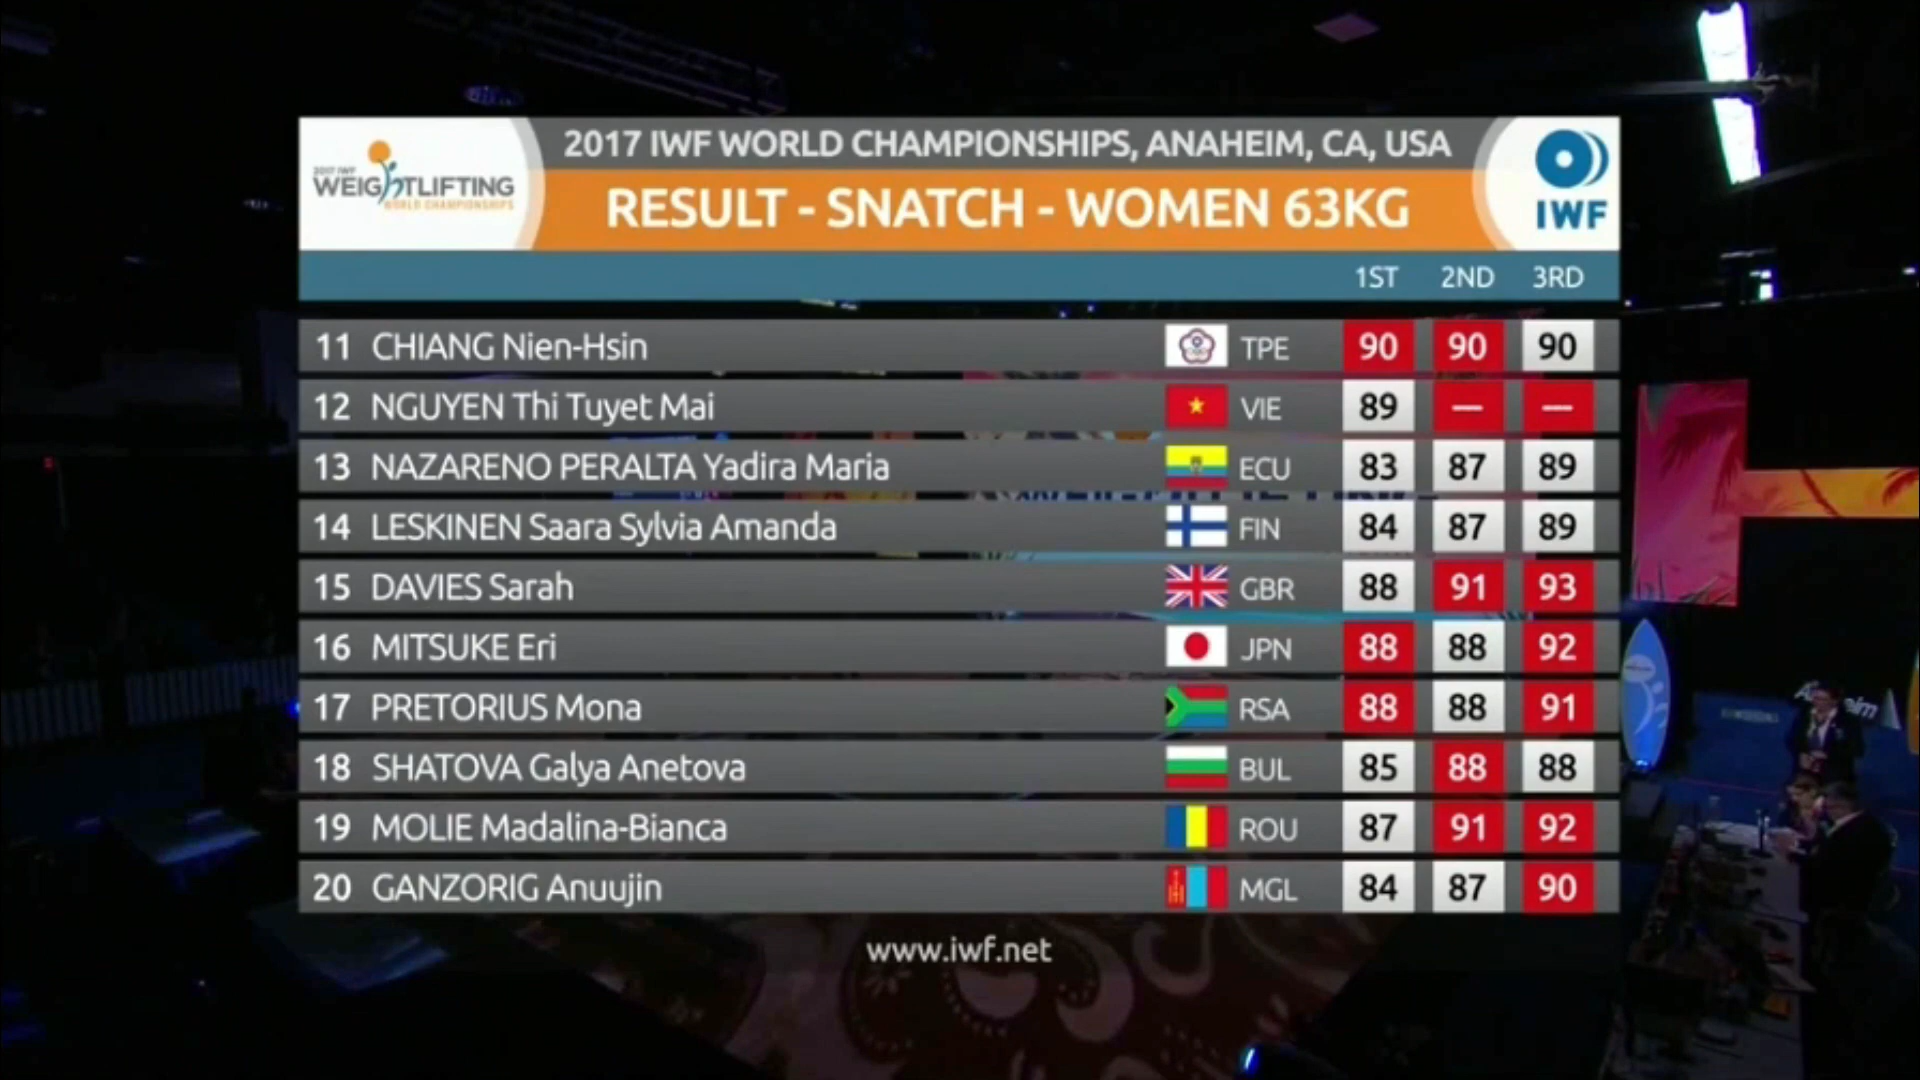 2017 IWF
WEIGHTLIFTING
WORLD CHAMPIONSHIPS
2017 IWF WORLD CHAMPIONSHIPS, ANAHEIM, CA, USA
RESULT - SNATCH - WOMEN 63KG
IWF
1ST 2ND 3RD
11 CHIANG Nien-Hsin TPE 90 90 90
12 NGUYEN Thi Tuyet Mai VIE 89 — —
13 NAZARENO PERALTA Yadira Maria ECU 83 87 89
14 LESKINEN Saara Sylvia Amanda FIN 84 87 89
15 DAVIES Sarah GBR 88 91 93
16 MITSUKE Eri JPN 88 88 92
17 PRETORIUS Mona RSA 88 88 91
18 SHATOVA Galya Anetova BUL 85 88 88
19 MOLIE Madalina-Bianca ROU 87 91 92
20 GANZORIG Anuujin MGL 84 87 90
www.iwf.net